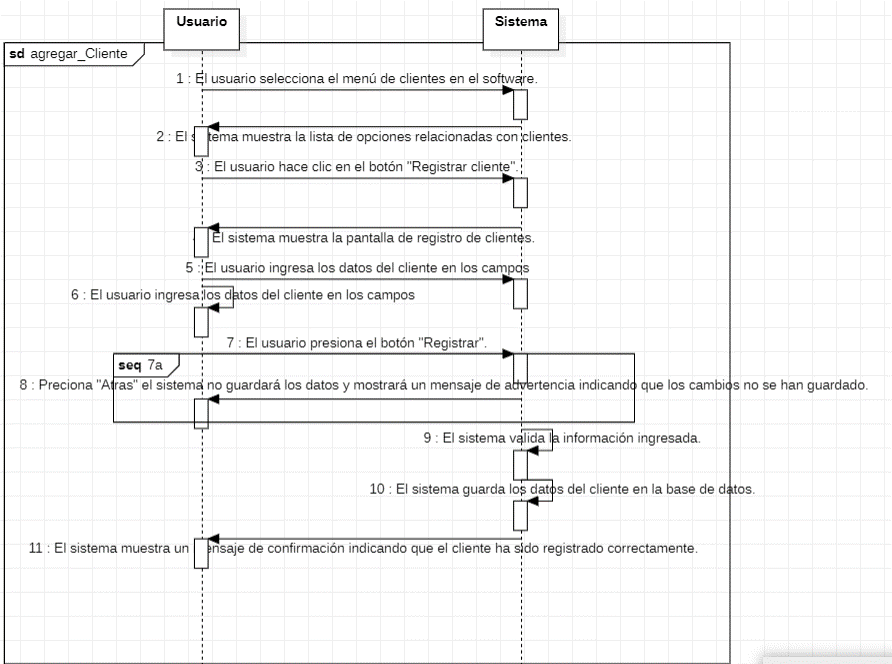 Usuario
Sistema
sd agregar_Cliente
1 : El usuario selecciona el menú de clientes en el software.
2 : El sistema muestra la lista de opciones relacionadas con clientes.
3 : El usuario hace clic en el botón "Registrar cliente".
El sistema muestra la pantalla de registro de clientes.
5 : El usuario ingresa los datos del cliente en los campos
6 : El usuario ingresa los datos del cliente en los campos
7 : El usuario presiona el botón "Registrar".
seq 7a
8 : Preciona "Atras" el sistema no guardará los datos y mostrará un mensaje de advertencia indicando que los cambios no se han guardado.
9 : El sistema valida la información ingresada.
10 : El sistema guarda los datos del cliente en la base de datos.
11 : El sistema muestra un mensaje de confirmación indicando que el cliente ha sido registrado correctamente.